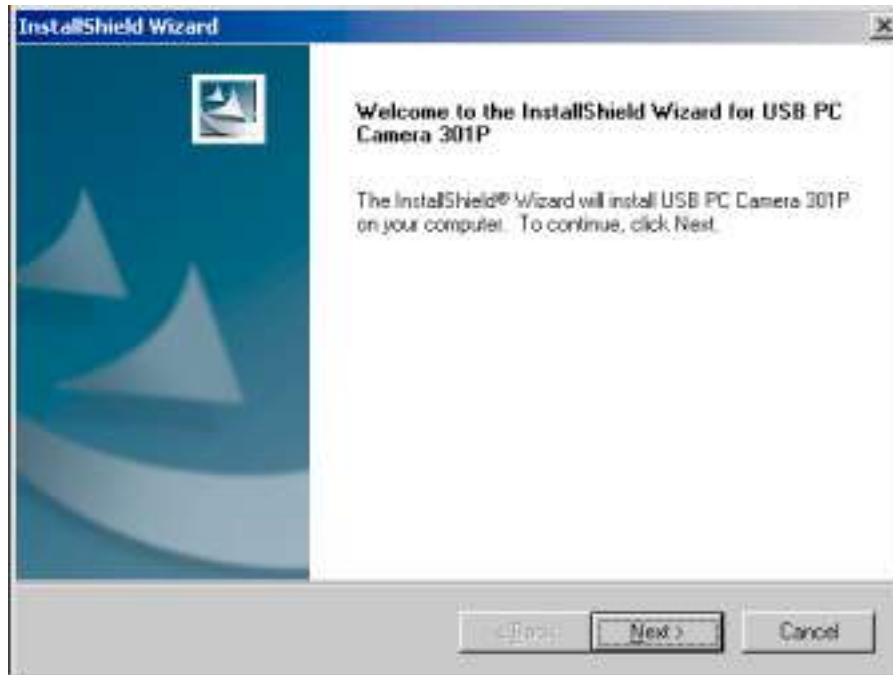 InstallShield Wizard
Welcome to the InstallShield Wizard for USB PC
Camera 301P
The InstallShield® Wizard will install USB PC Camera 301P
on your computer. To continue, click Next.
< Back
Next >
Cancel